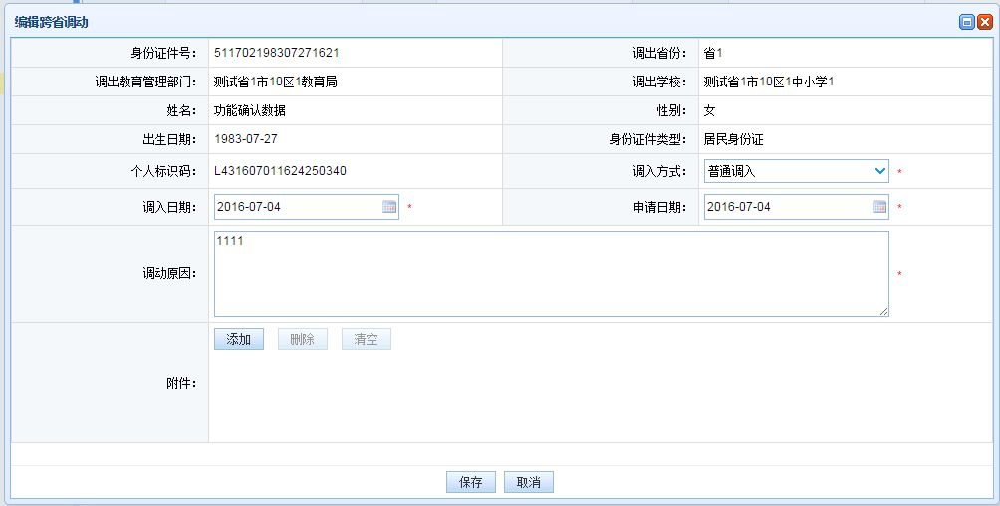 编辑跨省调动
身份证件号： 511702198307271621 调出省份： 省1
调出教育管理部门： 测试省1市10区1教育局 调出学校： 测试省1市10区1中小学1
姓名： 功能确认数据 性别： 女
出生日期： 1983-07-27 身份证件类型： 居民身份证
个人标识码： L431607011624250340 调入方式： 普通调入 *
调入日期： 2016-07-04 * 申请日期： 2016-07-04 *
调动原因： 1111 *
添加 删除 清空
附件：
保存 取消